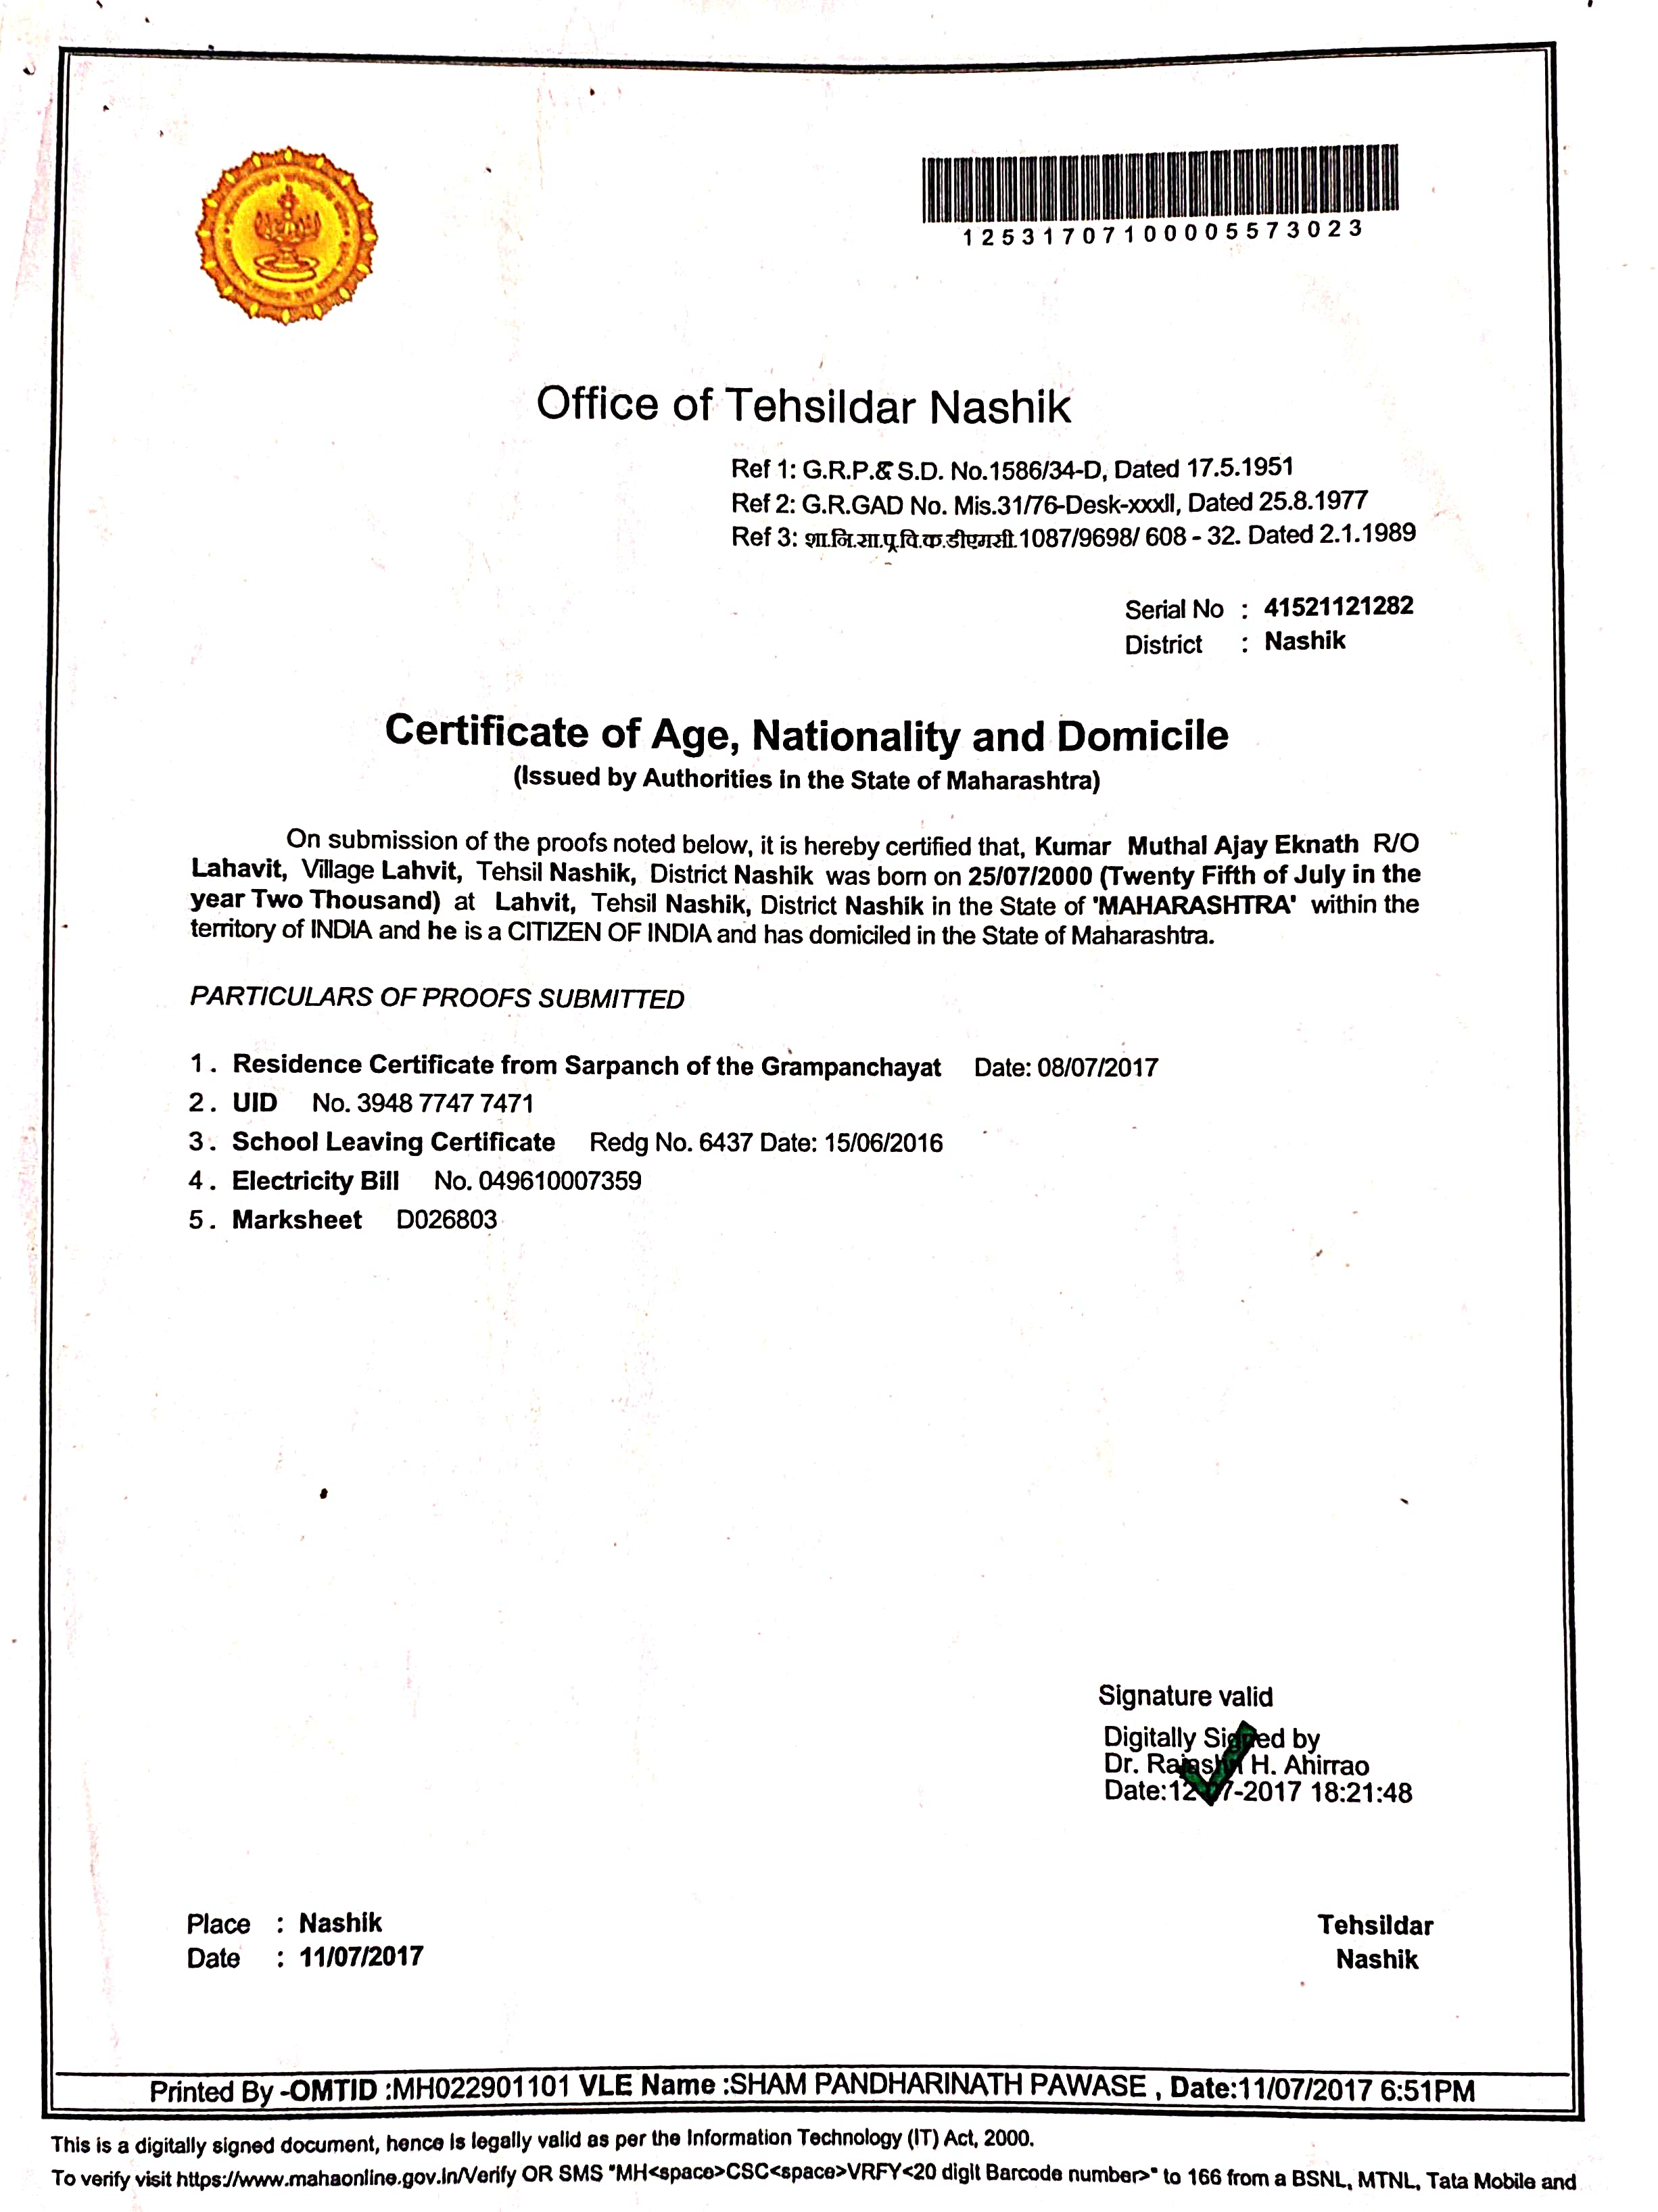 12531707100005573023
Office of Tehsildar Nashik
Ref 1: G.R.P.& S.D. No.1586/34-D, Dated 17.5.1951
Ref 2: G.R.GAD No. Mis.31/76-Desk-xxxII, Dated 25.8.1977
Ref 3: शा.नि.सा.पू.वि.क.डीएमसी.1087/9698/ 608 - 32. Dated 2.1.1989
Serial No : 41521121282
District : Nashik
Certificate of Age, Nationality and Domicile
(Issued by Authorities in the State of Maharashtra)
On submission of the proofs noted below, it is hereby certified that, Kumar Muthal Ajay Eknath R/O
Lahavit, Village Lahvit, Tehsil Nashik, District Nashik was born on 25/07/2000 (Twenty Fifth of July in the
year Two Thousand) at Lahvit, Tehsil Nashik, District Nashik in the State of 'MAHARASHTRA' within the
territory of INDIA and he is a CITIZEN OF INDIA and has domiciled in the State of Maharashtra.
PARTICULARS OF PROOFS SUBMITTED
1. Residence Certificate from Sarpanch of the Grampanchayat Date: 08/07/2017
2. UID No. 3948 7747 7471
3. School Leaving Certificate Redg No. 6437 Date: 15/06/2016
4. Electricity Bill No. 049610007359
5. Marksheet D026803
Signature valid
Digitally Signed by
Dr. Rajashri H. Ahirrao
Date:12-07-2017 18:21:48
Place : Nashik
Date : 11/07/2017
Tehsildar
Nashik
Printed By -OMTID :MH022901101 VLE Name :SHAM PANDHARINATH PAWASE , Date:11/07/2017 6:51PM
This is a digitally signed document, hence is legally valid as per the Information Technology (IT) Act, 2000.
To verify visit https://www.mahaonline.gov.in/Verify OR SMS "MH<space>CSC<space>VRFY<20 digit Barcode number>" to 166 from a BSNL, MTNL, Tata Mobile and